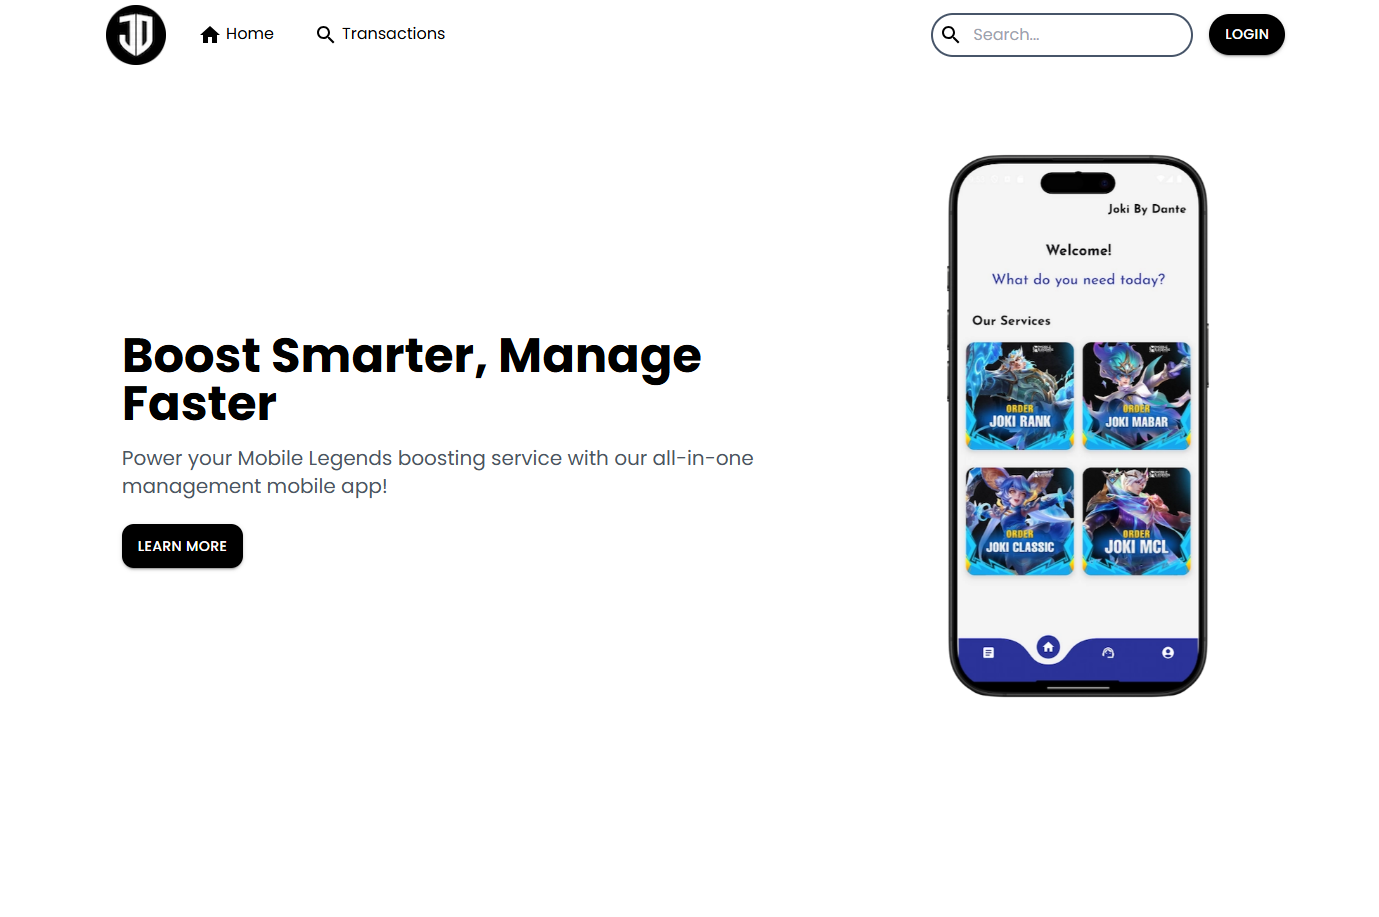 JD
Home
Transactions
Search...
LOGIN
Boost Smarter, Manage
Faster
Power your Mobile Legends boosting service with our all-in-one
management mobile app!
LEARN MORE
Joki By Dante
Welcome!
What do you need today?
Our Services
ORDER
JOKI RANK
ORDER
JOKI MABAR
ORDER
JOKI CLASSIC
ORDER
JOKI MCL